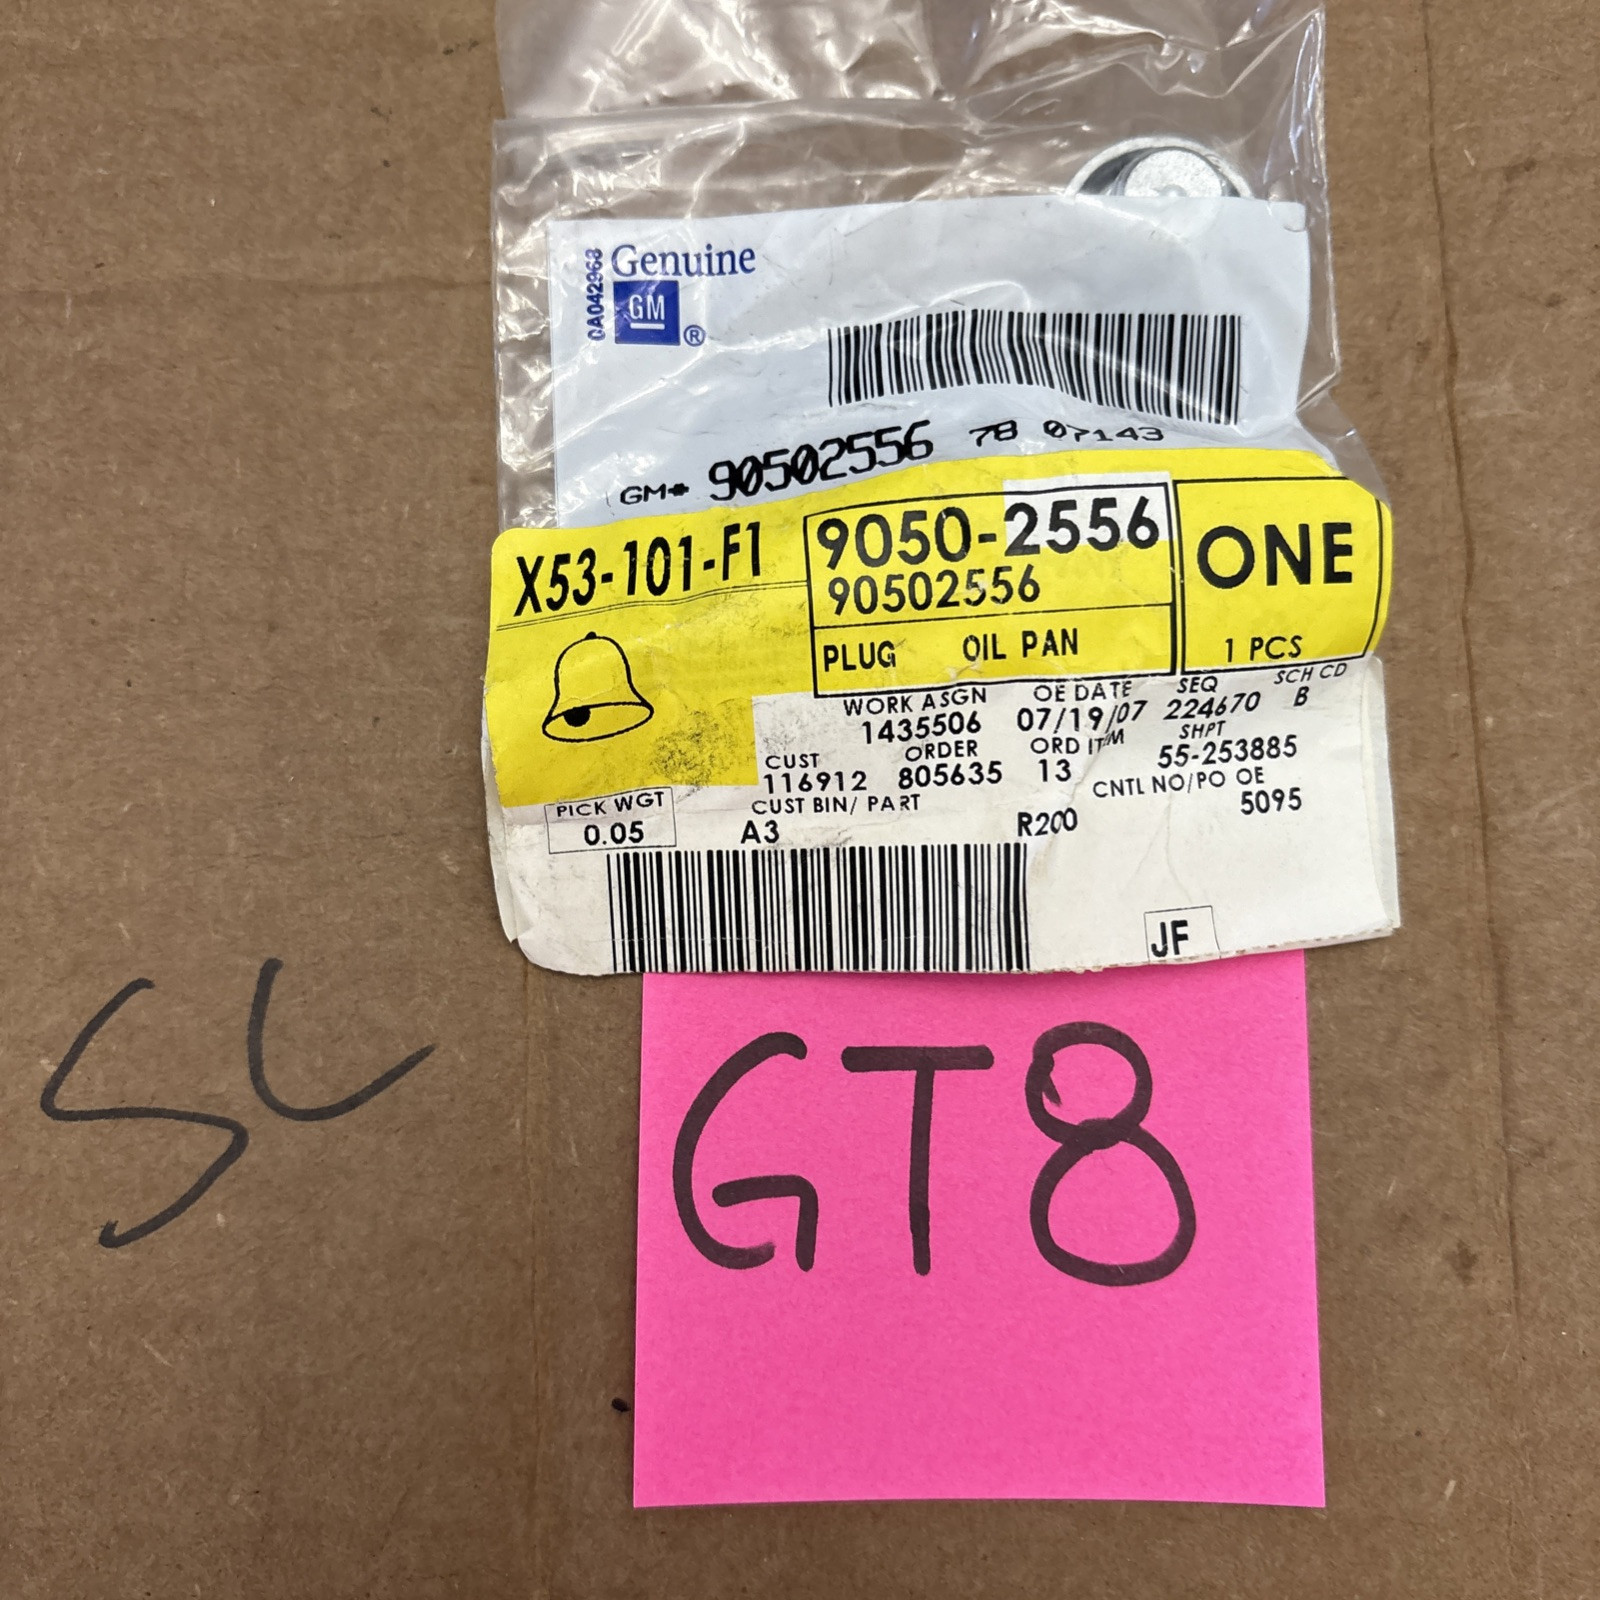 Genuine
0A042968
GM ®
GM# 90502556 78 07143
X53-101-F1
9050-2556
90502556
ONE
PLUG OIL PAN
1 PCS
WORK ASGN OE DATE SEQ SCH CD
1435506 07/19/07 224670 B
CUST ORDER ORD ITM SHPT
116912 805635 13 55-253885
PICK WGT CUST BIN/ PART CNTL NO/PO OE
0.05 A3 R200 5095
JF
SL
GT8